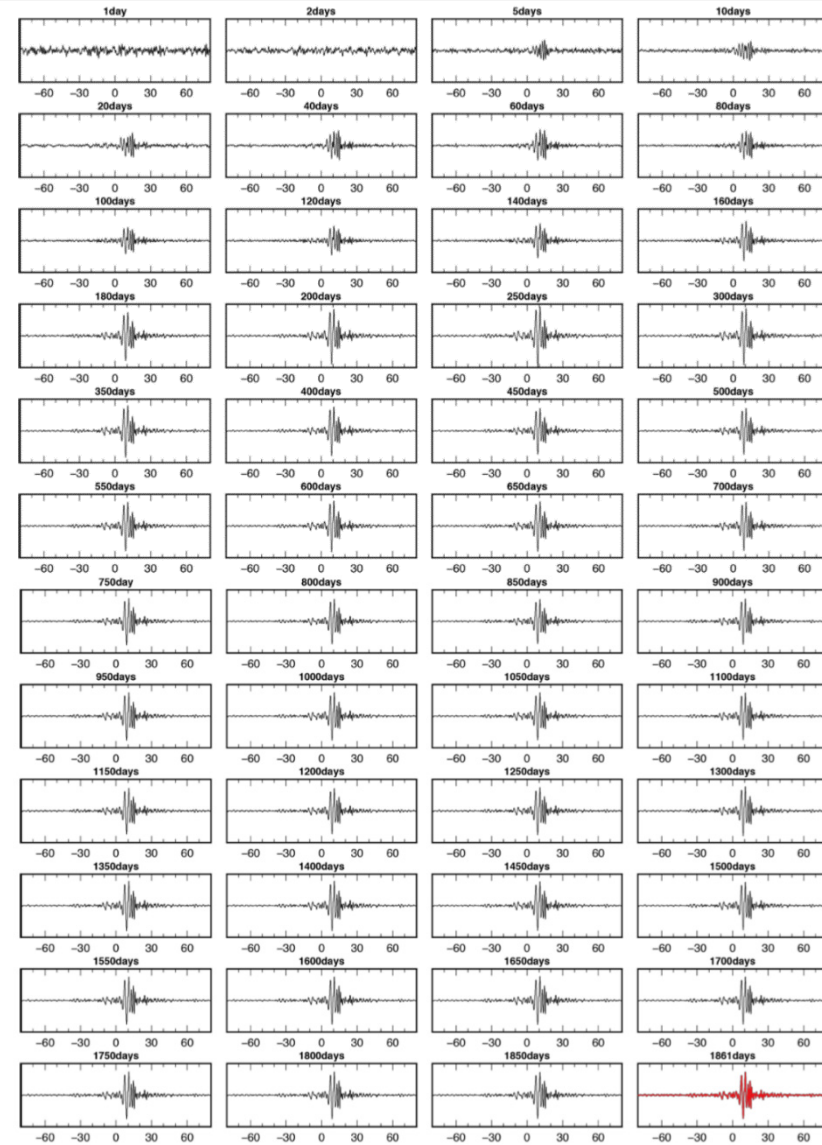 1day 2days 5days 10days
−60 −30 0 30 60 −60 −30 0 30 60 −60 −30 0 30 60 −60 −30 0 30 60
20days 40days 60days 80days
−60 −30 0 30 60 −60 −30 0 30 60 −60 −30 0 30 60 −60 −30 0 30 60
100days 120days 140days 160days
−60 −30 0 30 60 −60 −30 0 30 60 −60 −30 0 30 60 −60 −30 0 30 60
180days 200days 250days 300days
−60 −30 0 30 60 −60 −30 0 30 60 −60 −30 0 30 60 −60 −30 0 30 60
350days 400days 450days 500days
−60 −30 0 30 60 −60 −30 0 30 60 −60 −30 0 30 60 −60 −30 0 30 60
550days 600days 650days 700days
−60 −30 0 30 60 −60 −30 0 30 60 −60 −30 0 30 60 −60 −30 0 30 60
750day 800days 850days 900days
−60 −30 0 30 60 −60 −30 0 30 60 −60 −30 0 30 60 −60 −30 0 30 60
950days 1000days 1050days 1100days
−60 −30 0 30 60 −60 −30 0 30 60 −60 −30 0 30 60 −60 −30 0 30 60
1150days 1200days 1250days 1300days
−60 −30 0 30 60 −60 −30 0 30 60 −60 −30 0 30 60 −60 −30 0 30 60
1350days 1400days 1450days 1500days
−60 −30 0 30 60 −60 −30 0 30 60 −60 −30 0 30 60 −60 −30 0 30 60
1550days 1600days 1650days 1700days
−60 −30 0 30 60 −60 −30 0 30 60 −60 −30 0 30 60 −60 −30 0 30 60
1750days 1800days 1850days 1861days
−60 −30 0 30 60 −60 −30 0 30 60 −60 −30 0 30 60 −60 −30 0 30 60